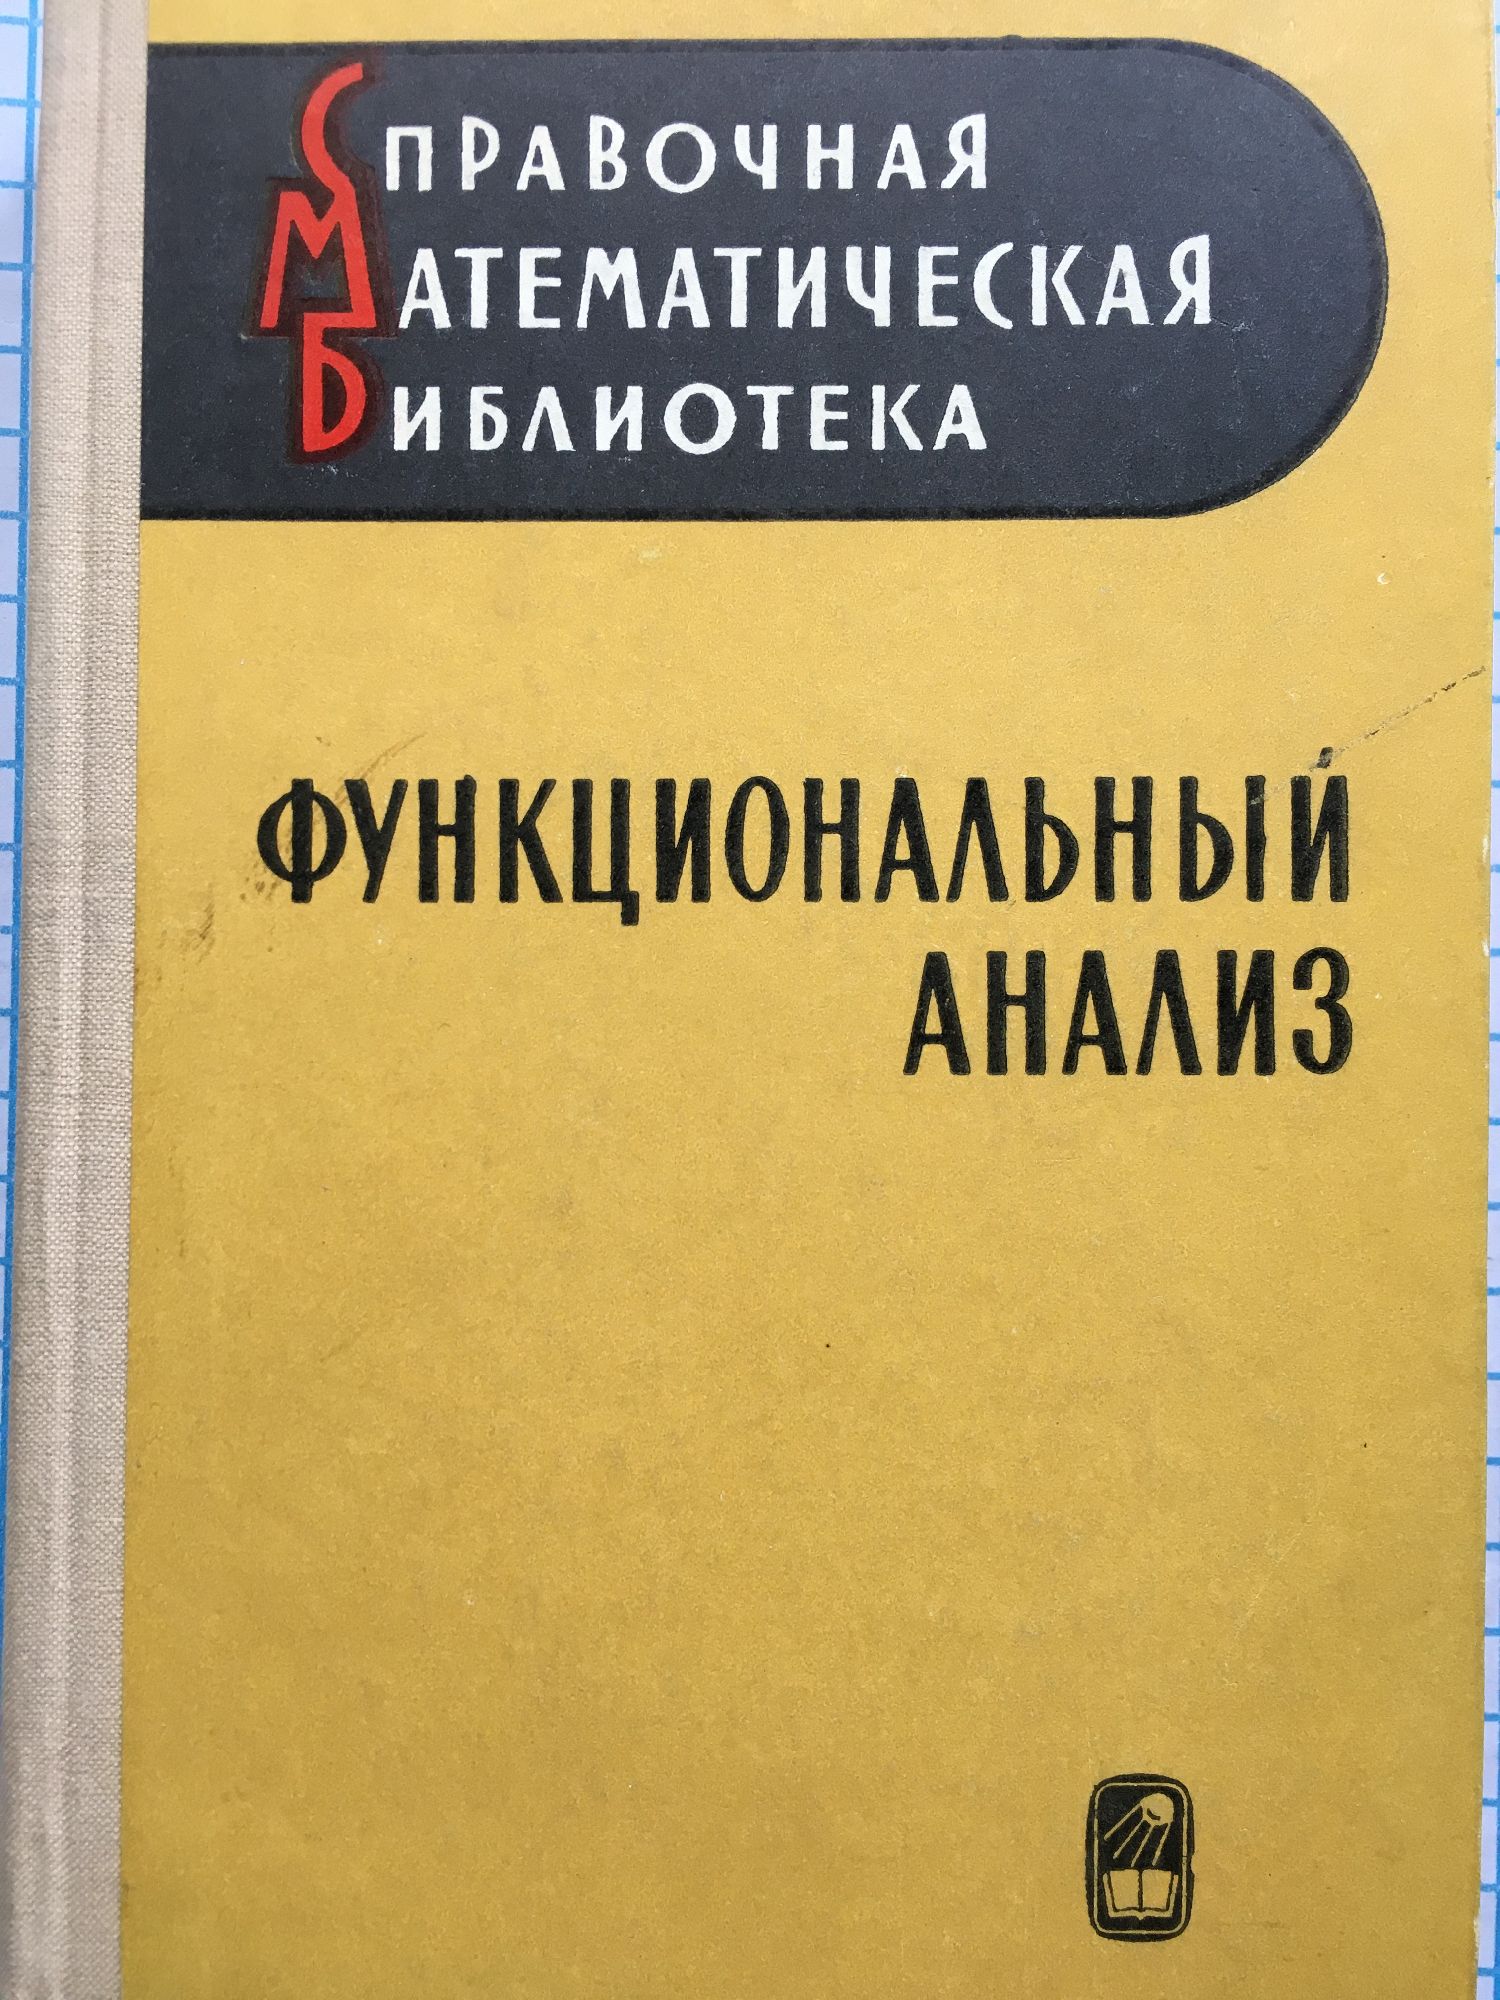 СПРАВОЧНАЯ
МАТЕМАТИЧЕСКАЯ
БИБЛИОТЕКА
ФУНКЦИОНАЛЬНЫЙ
АНАЛИЗ